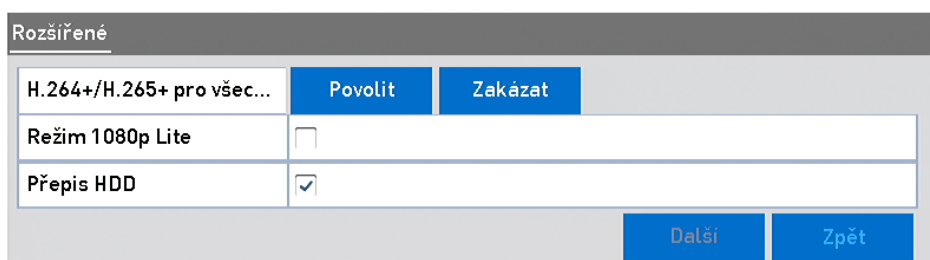 Rozšířené
H.264+/H.265+ pro všec... Povolit Zakázat
Režim 1080p Lite
Přepis HDD
Další Zpět